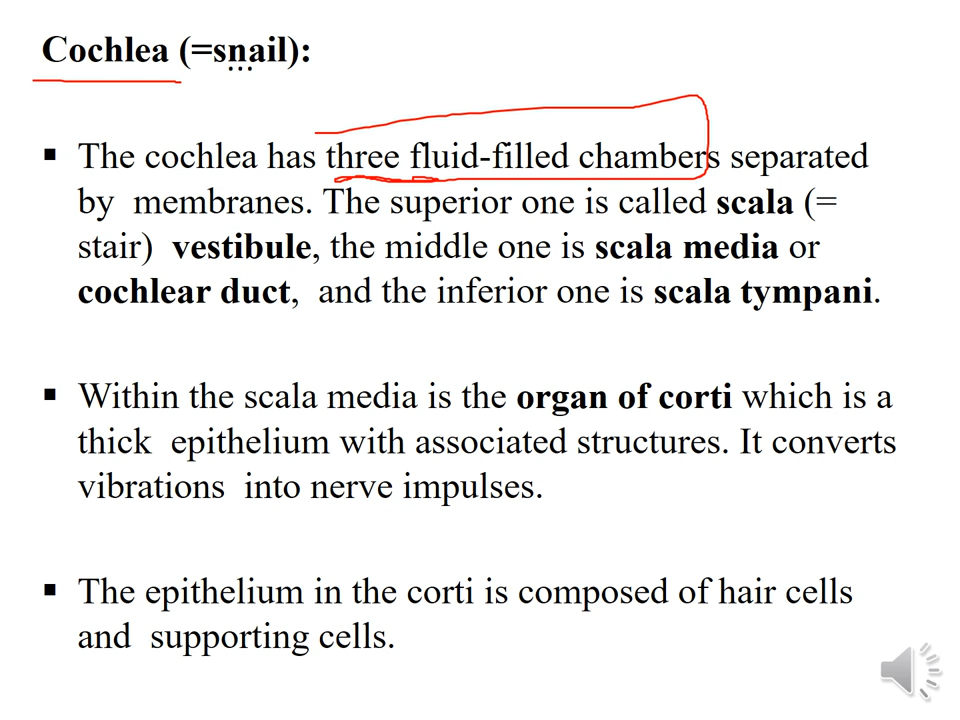 Cochlea (=snail):
▪ The cochlea has three fluid-filled chambers separated
by membranes. The superior one is called scala (=
stair) vestibule, the middle one is scala media or
cochlear duct, and the inferior one is scala tympani.
▪ Within the scala media is the organ of corti which is a
thick epithelium with associated structures. It converts
vibrations into nerve impulses.
▪ The epithelium in the corti is composed of hair cells
and supporting cells.